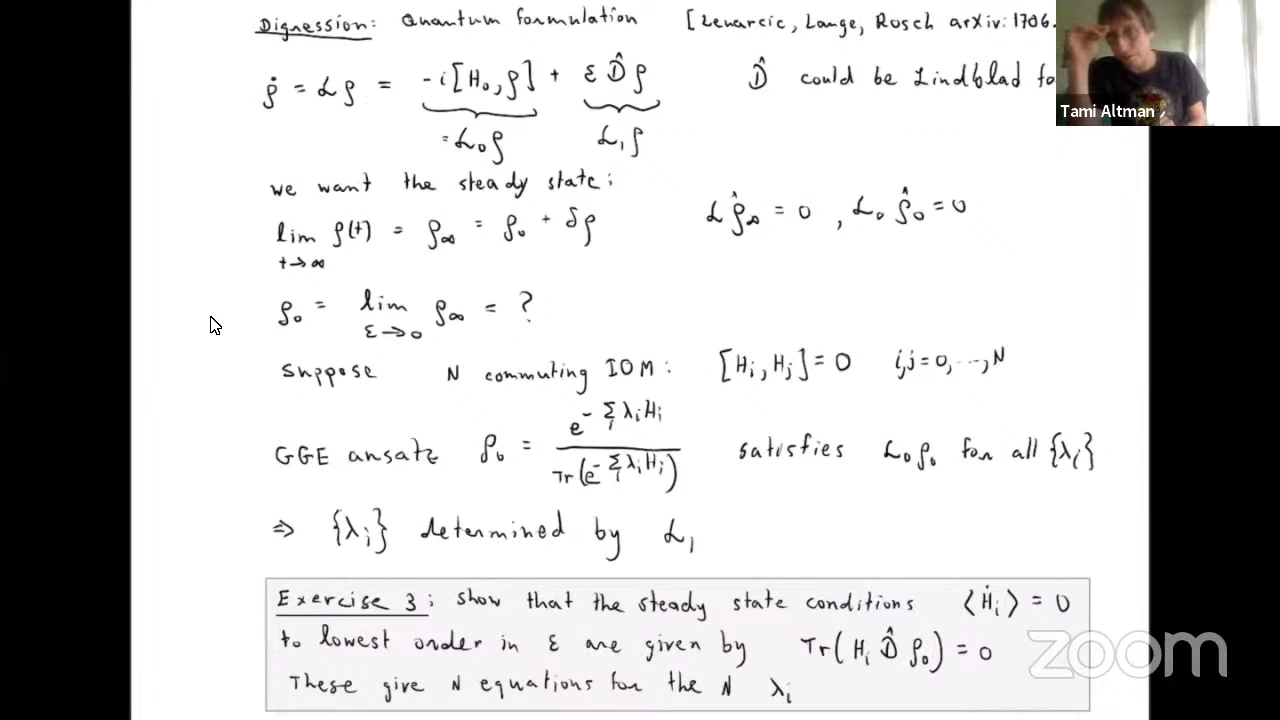 Digression: Quantum formulation [Lenarcic, Lange, Rosch arXiv:1706.
ρ̇ = ℒρ = -i[H₀,ρ] + εD̂ρ D̂ could be Lindblad fo
= ℒ₀ρ ℒ₁ρ
we want the steady state:
lim ρ(t) = ρ∞ = ρ₀ + δρ ℒρ̂∞ = 0 , ℒ₀ρ̂₀ = 0
t→∞
ρ₀ = lim ρ∞ = ?
ε→0
suppose N commuting IOM: [Hi, Hj] = 0 i,j = 0, ..., N
GGE ansatz ρ₀ = e^{-Σᵢ λᵢHᵢ} / Tr(e^{-Σᵢ λᵢHᵢ}) satisfies ℒ₀ρ₀ for all {λᵢ}
⇒ {λᵢ} determined by ℒ₁
Exercise 3: show that the steady state conditions ⟨Ḣᵢ⟩ = 0
to lowest order in ε are given by Tr(Hᵢ D̂ ρ₀) = 0
These give N equations for the N λᵢ
Tami Altman
zoom